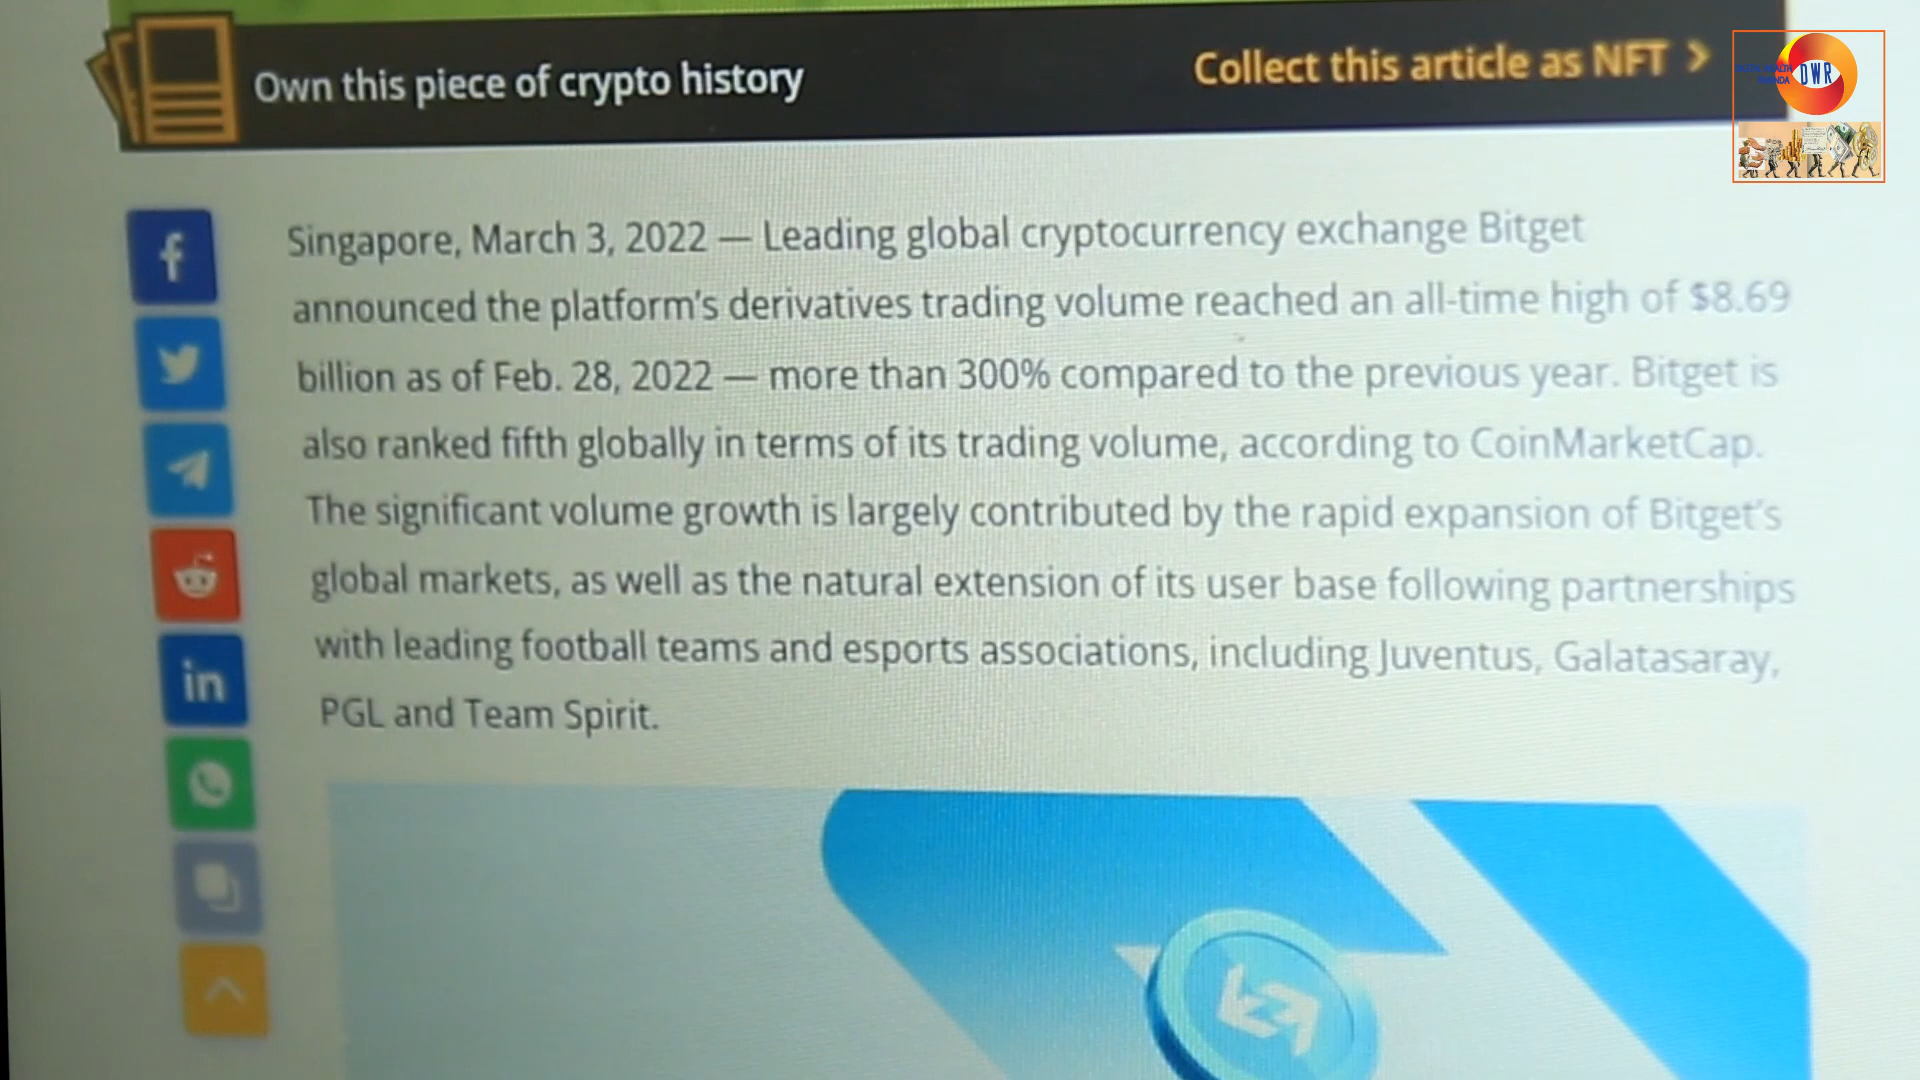 Own this piece of crypto history
Collect this article as NFT >
DWR
Singapore, March 3, 2022 — Leading global cryptocurrency exchange Bitget
announced the platform's derivatives trading volume reached an all-time high of $8.69
billion as of Feb. 28, 2022 — more than 300% compared to the previous year. Bitget is
also ranked fifth globally in terms of its trading volume, according to CoinMarketCap.
The significant volume growth is largely contributed by the rapid expansion of Bitget's
global markets, as well as the natural extension of its user base following partnerships
with leading football teams and esports associations, including Juventus, Galatasaray,
PGL and Team Spirit.
in